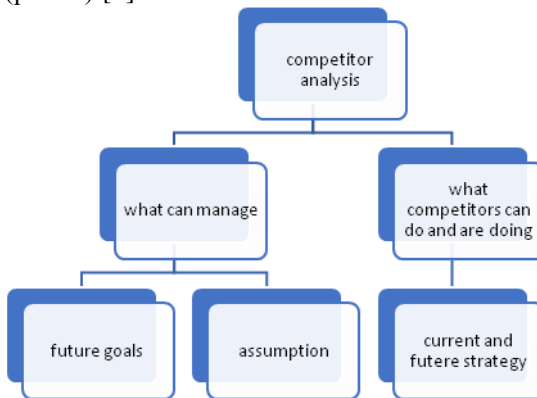 competitor
analysis
what can manage
what
competitors can
do and are doing
future goals
assumption
current and
futere strategy